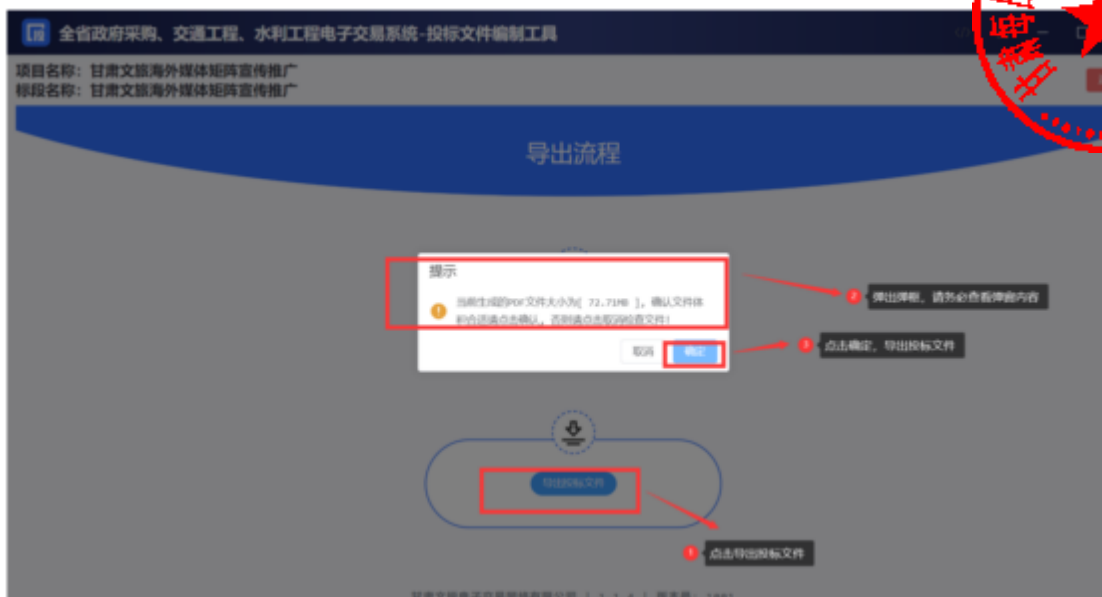 全省政府采购、交通工程、水利工程电子交易系统-投标文件编制工具
项目名称：甘肃文旅海外媒体矩阵宣传推广
标段名称：甘肃文旅海外媒体矩阵宣传推广
导出流程
提示
当前生成的PDF文件大小为[ 72.71MB ]，确认文件体
积合适请点击确认，否则请点击取消检查文件！
取消 确定
2 弹出弹框，请务必查看弹窗内容
3 点击确定，导出投标文件
导出投标文件
1 点击导出投标文件